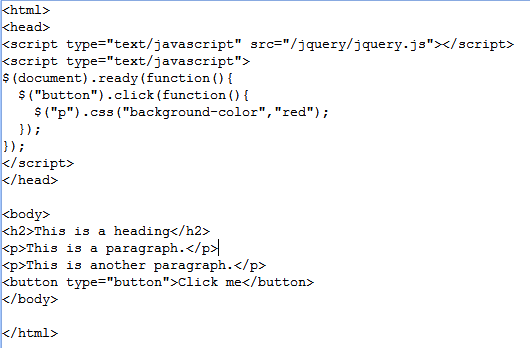 <html>
<head>
<script type="text/javascript" src="/jquery/jquery.js"></script>
<script type="text/javascript">
$(document).ready(function(){
  $("button").click(function(){
    $("p").css("background-color","red");
  });
});
</script>
</head>

<body>
<h2>This is a heading</h2>
<p>This is a paragraph.</p>
<p>This is another paragraph.</p>
<button type="button">Click me</button>
</body>

</html>